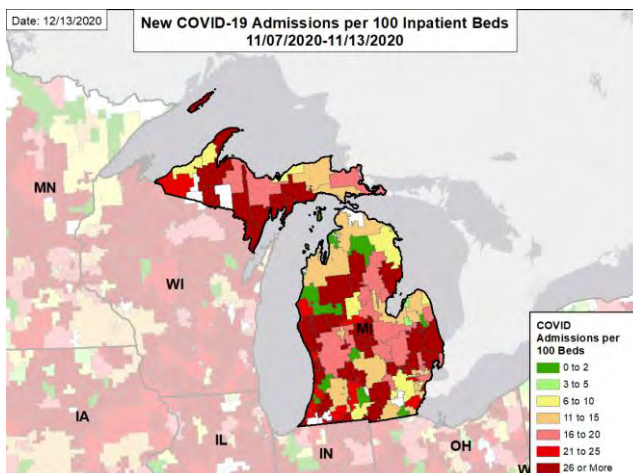 Date: 12/13/2020
New COVID-19 Admissions per 100 Inpatient Beds
11/07/2020-11/13/2020
MN
WI
MI
IA
IL
IN
OH
W
COVID
Admissions per
100 Beds
0 to 2
3 to 5
6 to 10
11 to 15
16 to 20
21 to 25
26 or More